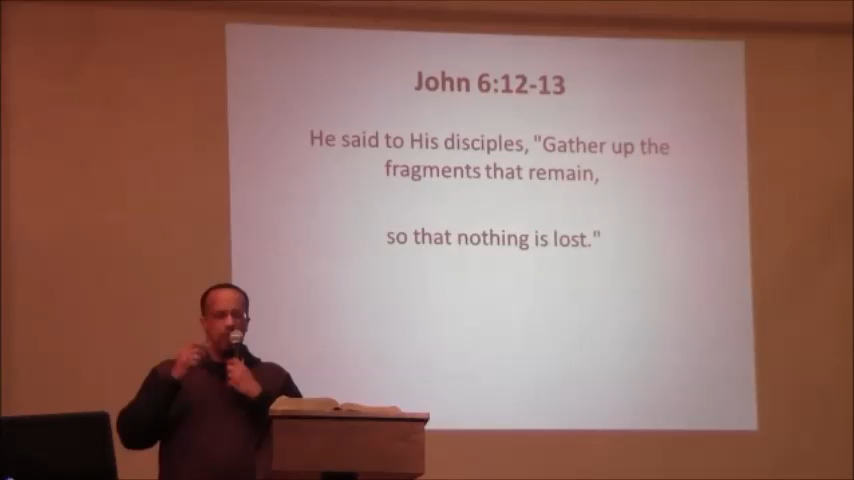 John 6:12-13
He said to His disciples, "Gather up the
fragments that remain,
so that nothing is lost."